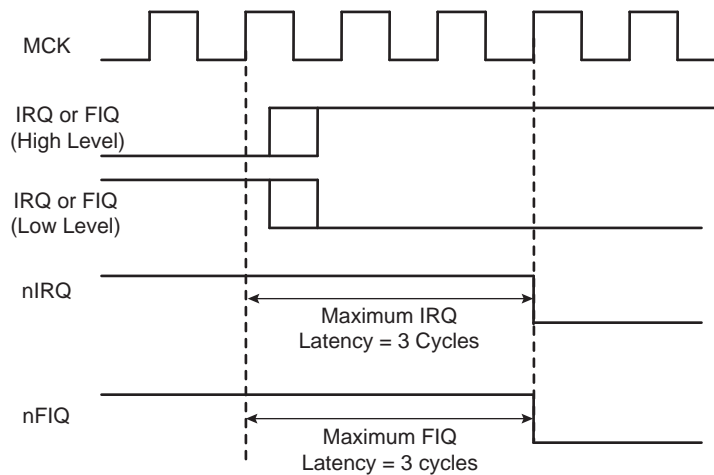 MCK
IRQ or FIQ
(High Level)
IRQ or FIQ
(Low Level)
nIRQ
Maximum IRQ
Latency = 3 Cycles
nFIQ
Maximum FIQ
Latency = 3 cycles